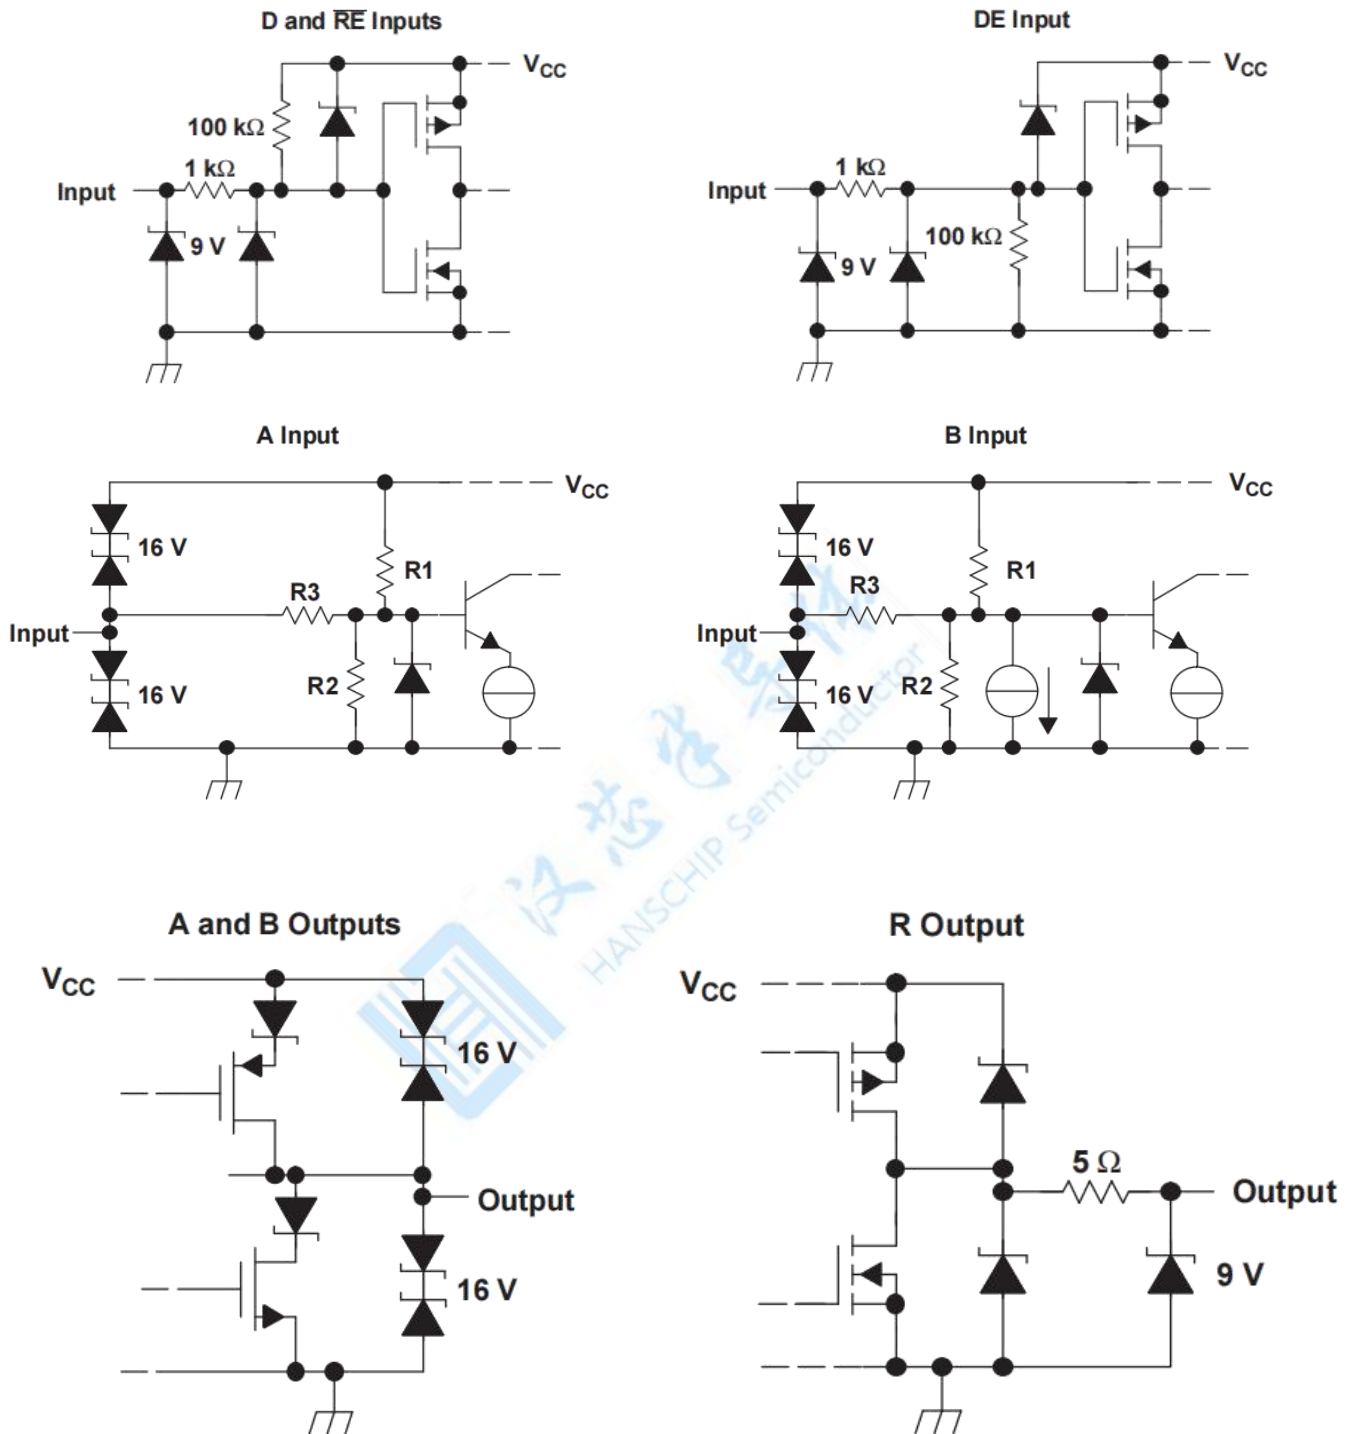 D and R̅E̅ Inputs
DE Input
VCC
100 kΩ
1 kΩ
Input
9 V
VCC
1 kΩ
Input
100 kΩ
9 V
A Input
B Input
VCC
16 V
R1
R3
Input
R2
16 V
VCC
16 V
R1
R3
Input
R2
16 V
汉芯
HANSCHIP Semiconductor
A and B Outputs
R Output
VCC
16 V
Output
16 V
VCC
5 Ω
Output
9 V